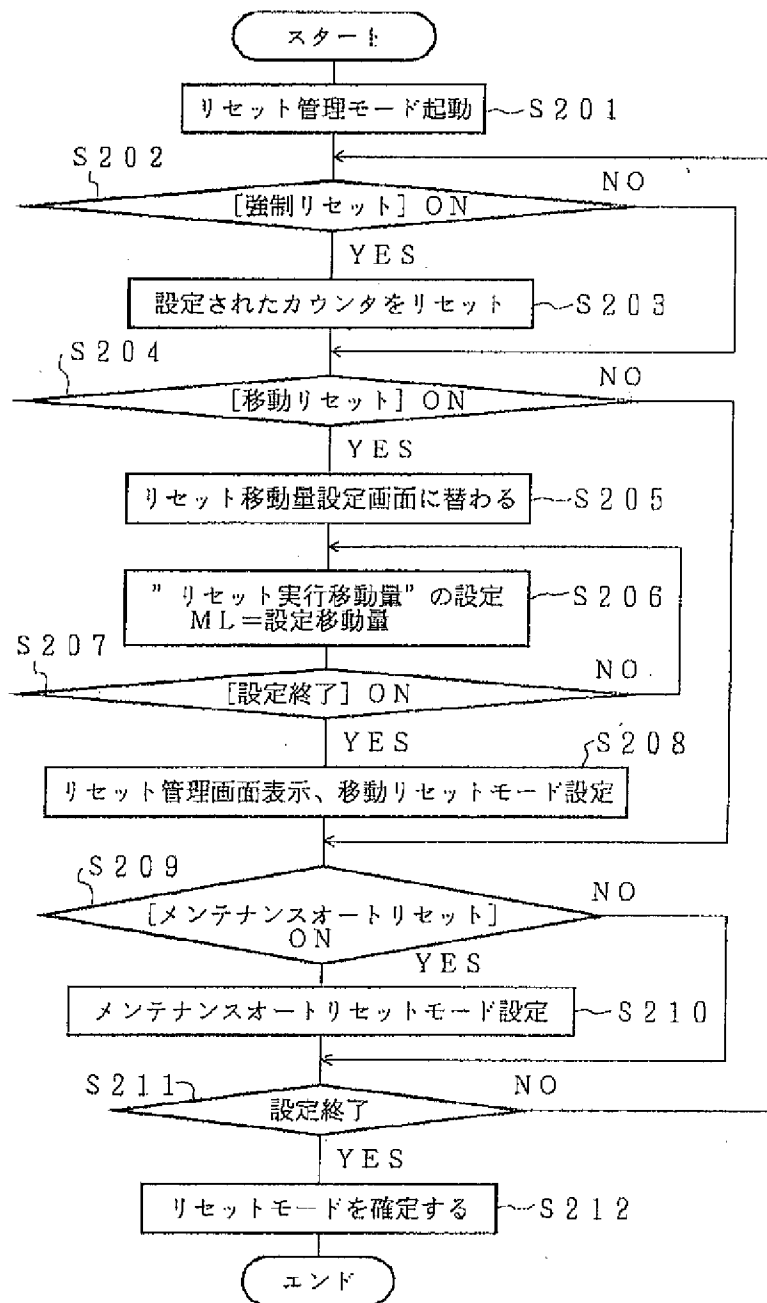 スタート
リセット管理モード起動
S201
S202
[強制リセット] ON
NO
YES
設定されたカウンタをリセット
S203
S204
[移動リセット] ON
NO
YES
リセット移動量設定画面に替わる
S205
”リセット実行移動量”の設定
ML=設定移動量
S206
S207
[設定終了] ON
NO
YES
S208
リセット管理画面表示、移動リセットモード設定
S209
[メンテナンスオートリセット]
ON
NO
YES
メンテナンスオートリセットモード設定
S210
S211
設定終了
NO
YES
リセットモードを確定する
S212
エンド